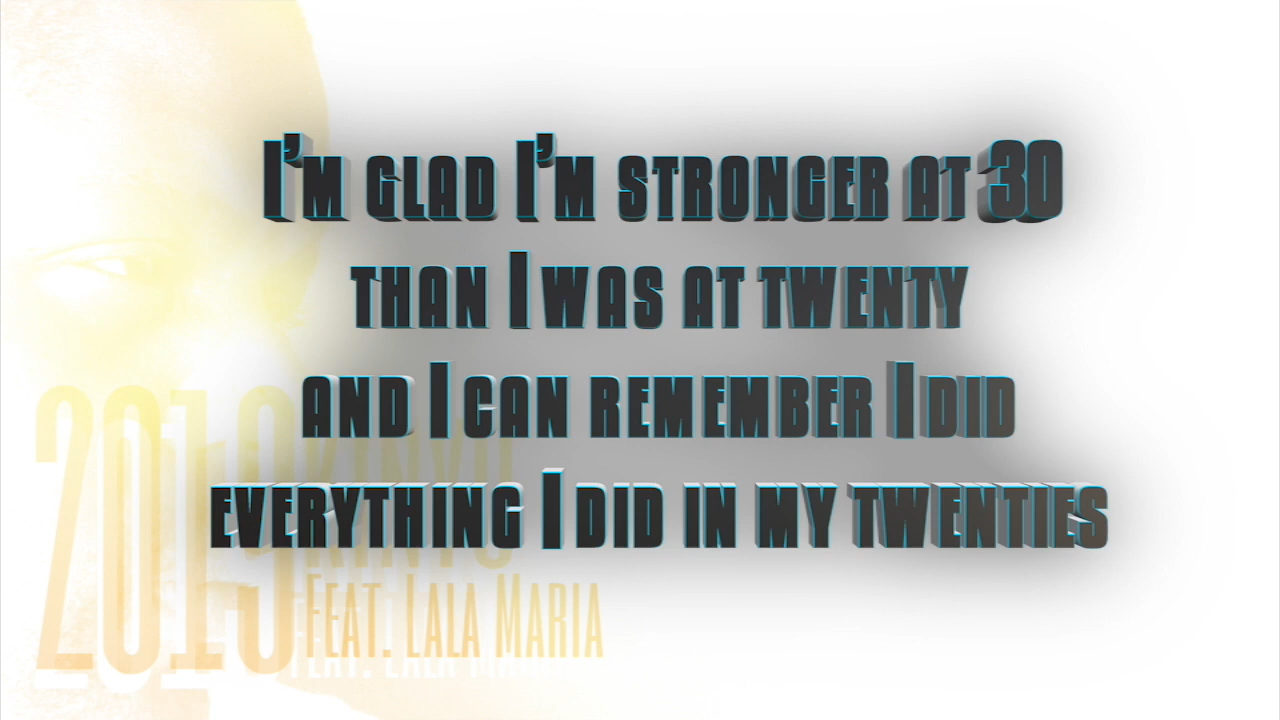 I'm glad I'm stronger at 30
than I was at twenty
and I can remember I did
everything I did in my twenties
2019
Feat. Lala Maria